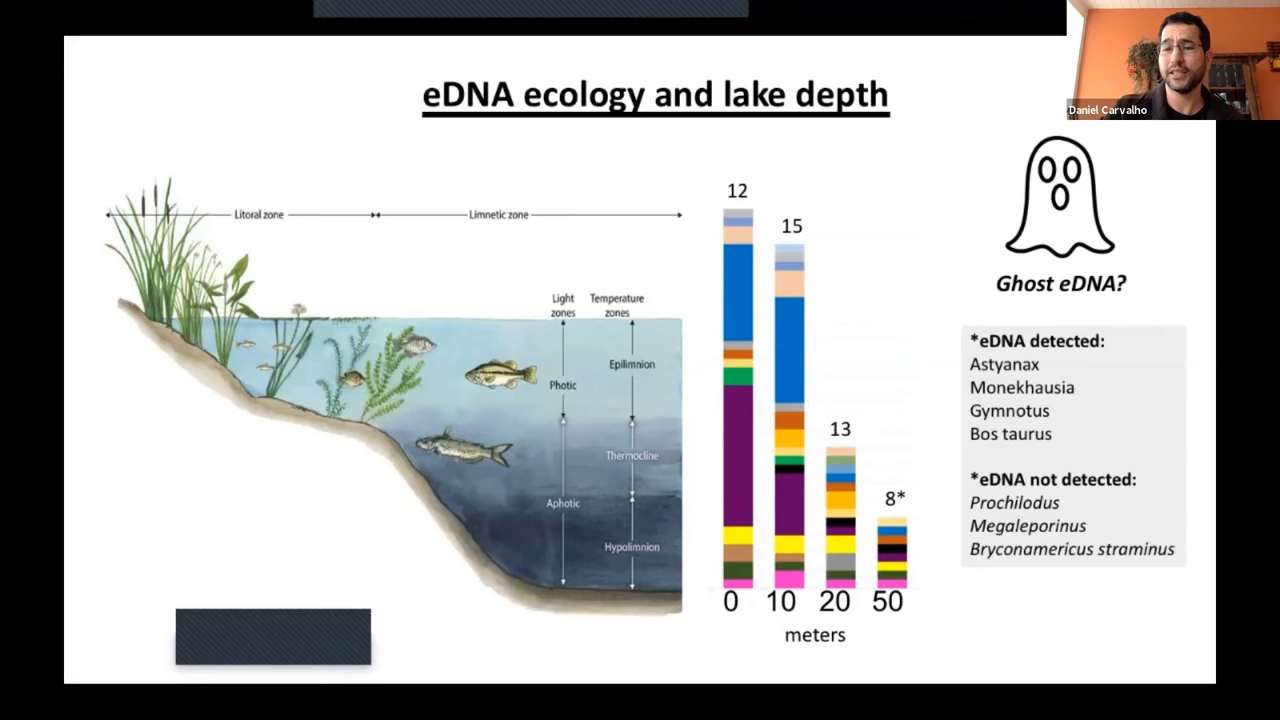 eDNA ecology and lake depth
Daniel Carvalho
Litoral zone
Limnetic zone
Light
zones
Temperature
zones
Epilimnion
Photic
Thermocline
Aphotic
Hypolimnion
12
15
13
8*
0 10 20 50
meters
Ghost eDNA?
*eDNA detected:
Astyanax
Monekhausia
Gymnotus
Bos taurus
*eDNA not detected:
Prochilodus
Megaleporinus
Bryconamericus straminus